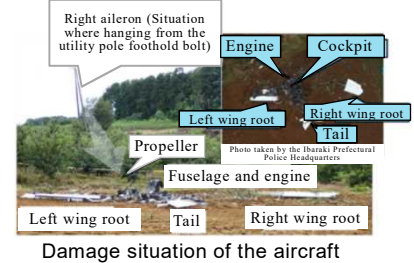 Right aileron (Situation
where hanging from the
utility pole foothold bolt)
Engine
Cockpit
Left wing root
Right wing root
Tail
Photo taken by the Ibaraki Prefectural
Police Headquarters
Propeller
Fuselage and engine
Left wing root
Tail
Right wing root
Damage situation of the aircraft